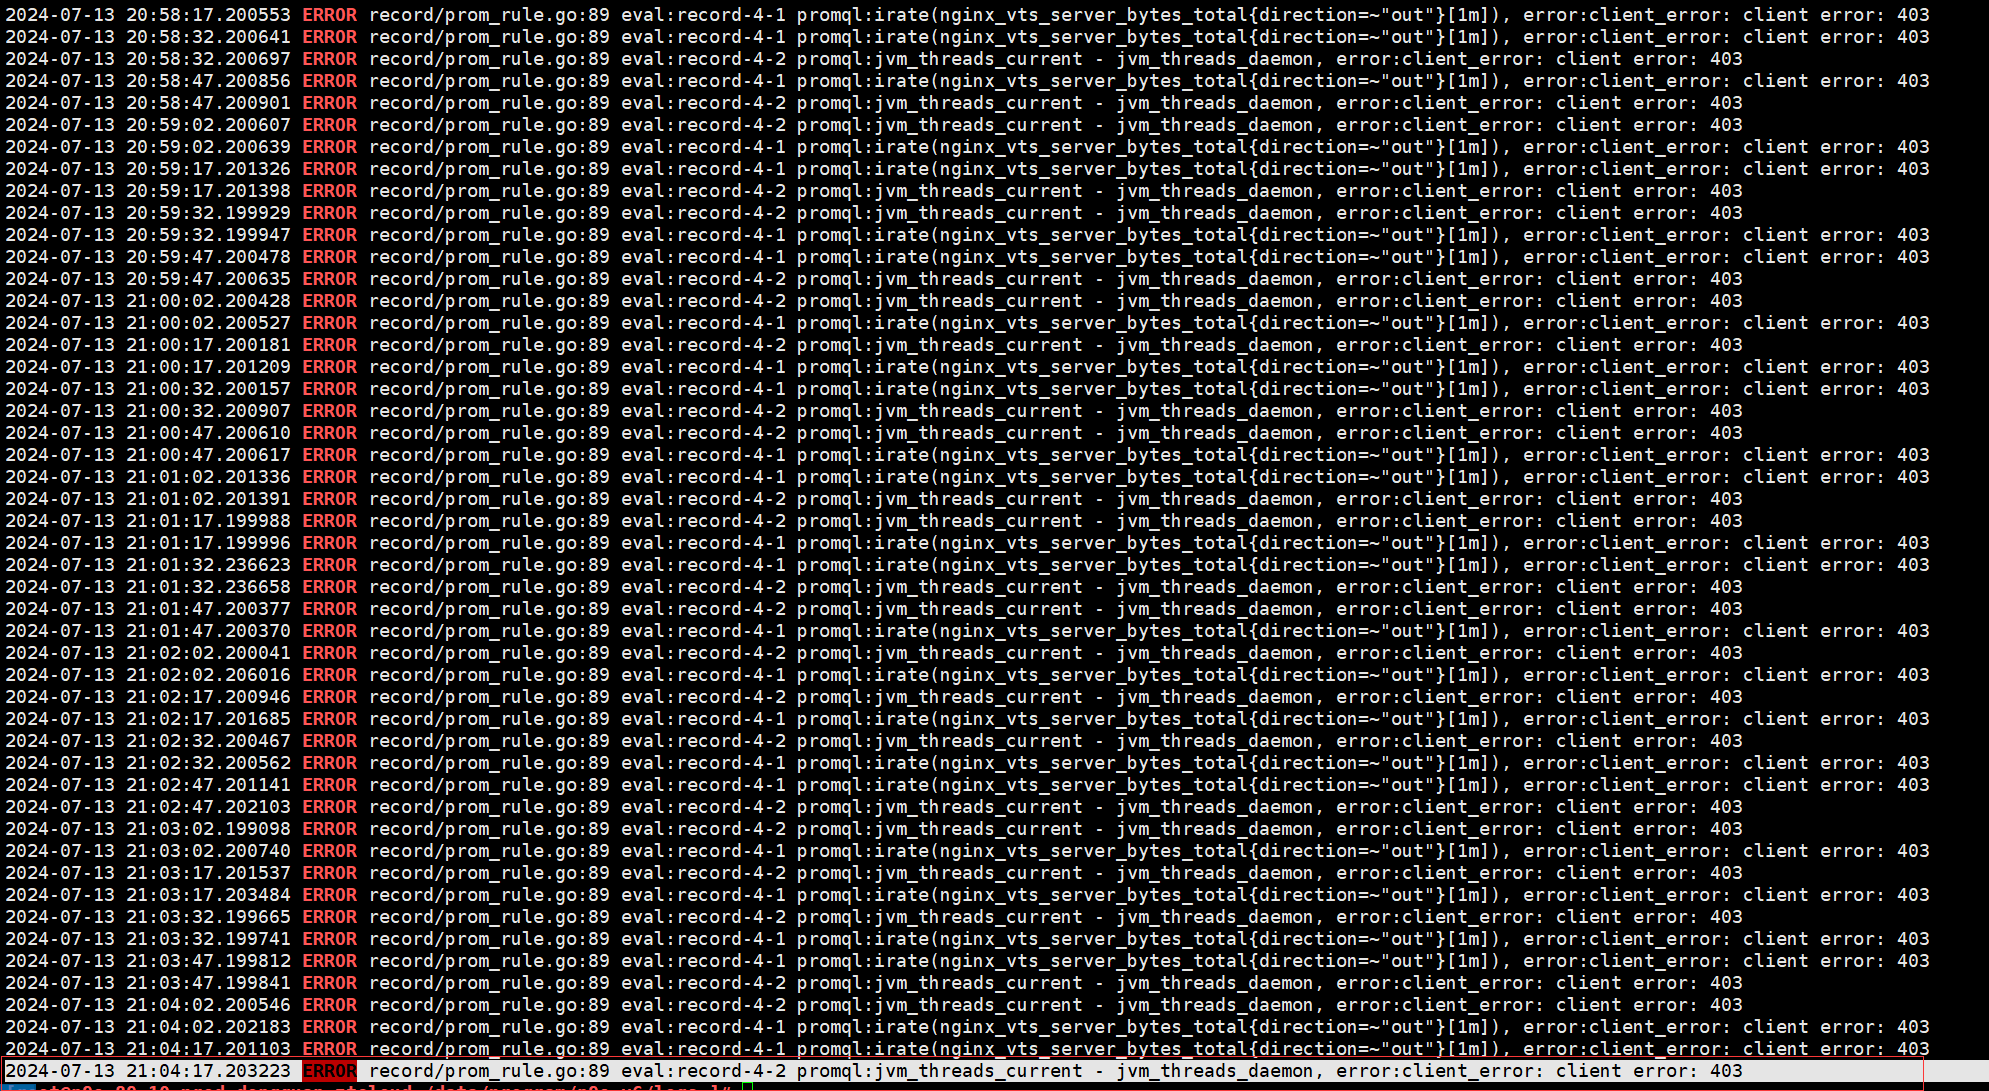 2024-07-13 20:58:17.200553 ERROR record/prom_rule.go:89 eval:record-4-1 promql:irate(nginx_vts_server_bytes_total{direction=~"out"}[1m]), error:client_error: client error: 403
2024-07-13 20:58:32.200641 ERROR record/prom_rule.go:89 eval:record-4-1 promql:irate(nginx_vts_server_bytes_total{direction=~"out"}[1m]), error:client_error: client error: 403
2024-07-13 20:58:32.200697 ERROR record/prom_rule.go:89 eval:record-4-2 promql:jvm_threads_current - jvm_threads_daemon, error:client_error: client error: 403
2024-07-13 20:58:47.200856 ERROR record/prom_rule.go:89 eval:record-4-1 promql:irate(nginx_vts_server_bytes_total{direction=~"out"}[1m]), error:client_error: client error: 403
2024-07-13 20:58:47.200901 ERROR record/prom_rule.go:89 eval:record-4-2 promql:jvm_threads_current - jvm_threads_daemon, error:client_error: client error: 403
2024-07-13 20:59:02.200607 ERROR record/prom_rule.go:89 eval:record-4-2 promql:jvm_threads_current - jvm_threads_daemon, error:client_error: client error: 403
2024-07-13 20:59:02.200639 ERROR record/prom_rule.go:89 eval:record-4-1 promql:irate(nginx_vts_server_bytes_total{direction=~"out"}[1m]), error:client_error: client error: 403
2024-07-13 20:59:17.201326 ERROR record/prom_rule.go:89 eval:record-4-1 promql:irate(nginx_vts_server_bytes_total{direction=~"out"}[1m]), error:client_error: client error: 403
2024-07-13 20:59:17.201398 ERROR record/prom_rule.go:89 eval:record-4-2 promql:jvm_threads_current - jvm_threads_daemon, error:client_error: client error: 403
2024-07-13 20:59:32.199929 ERROR record/prom_rule.go:89 eval:record-4-2 promql:jvm_threads_current - jvm_threads_daemon, error:client_error: client error: 403
2024-07-13 20:59:32.199947 ERROR record/prom_rule.go:89 eval:record-4-1 promql:irate(nginx_vts_server_bytes_total{direction=~"out"}[1m]), error:client_error: client error: 403
2024-07-13 20:59:47.200478 ERROR record/prom_rule.go:89 eval:record-4-1 promql:irate(nginx_vts_server_bytes_total{direction=~"out"}[1m]), error:client_error: client error: 403
2024-07-13 20:59:47.200635 ERROR record/prom_rule.go:89 eval:record-4-2 promql:jvm_threads_current - jvm_threads_daemon, error:client_error: client error: 403
2024-07-13 21:00:02.200428 ERROR record/prom_rule.go:89 eval:record-4-2 promql:jvm_threads_current - jvm_threads_daemon, error:client_error: client error: 403
2024-07-13 21:00:02.200527 ERROR record/prom_rule.go:89 eval:record-4-1 promql:irate(nginx_vts_server_bytes_total{direction=~"out"}[1m]), error:client_error: client error: 403
2024-07-13 21:00:17.200181 ERROR record/prom_rule.go:89 eval:record-4-2 promql:jvm_threads_current - jvm_threads_daemon, error:client_error: client error: 403
2024-07-13 21:00:17.201209 ERROR record/prom_rule.go:89 eval:record-4-1 promql:irate(nginx_vts_server_bytes_total{direction=~"out"}[1m]), error:client_error: client error: 403
2024-07-13 21:00:32.200157 ERROR record/prom_rule.go:89 eval:record-4-1 promql:irate(nginx_vts_server_bytes_total{direction=~"out"}[1m]), error:client_error: client error: 403
2024-07-13 21:00:32.200907 ERROR record/prom_rule.go:89 eval:record-4-2 promql:jvm_threads_current - jvm_threads_daemon, error:client_error: client error: 403
2024-07-13 21:00:47.200610 ERROR record/prom_rule.go:89 eval:record-4-2 promql:jvm_threads_current - jvm_threads_daemon, error:client_error: client error: 403
2024-07-13 21:00:47.200617 ERROR record/prom_rule.go:89 eval:record-4-1 promql:irate(nginx_vts_server_bytes_total{direction=~"out"}[1m]), error:client_error: client error: 403
2024-07-13 21:01:02.201336 ERROR record/prom_rule.go:89 eval:record-4-1 promql:irate(nginx_vts_server_bytes_total{direction=~"out"}[1m]), error:client_error: client error: 403
2024-07-13 21:01:02.201391 ERROR record/prom_rule.go:89 eval:record-4-2 promql:jvm_threads_current - jvm_threads_daemon, error:client_error: client error: 403
2024-07-13 21:01:17.199988 ERROR record/prom_rule.go:89 eval:record-4-2 promql:jvm_threads_current - jvm_threads_daemon, error:client_error: client error: 403
2024-07-13 21:01:17.199996 ERROR record/prom_rule.go:89 eval:record-4-1 promql:irate(nginx_vts_server_bytes_total{direction=~"out"}[1m]), error:client_error: client error: 403
2024-07-13 21:01:32.236623 ERROR record/prom_rule.go:89 eval:record-4-1 promql:irate(nginx_vts_server_bytes_total{direction=~"out"}[1m]), error:client_error: client error: 403
2024-07-13 21:01:32.236658 ERROR record/prom_rule.go:89 eval:record-4-2 promql:jvm_threads_current - jvm_threads_daemon, error:client_error: client error: 403
2024-07-13 21:01:47.200377 ERROR record/prom_rule.go:89 eval:record-4-2 promql:jvm_threads_current - jvm_threads_daemon, error:client_error: client error: 403
2024-07-13 21:01:47.200370 ERROR record/prom_rule.go:89 eval:record-4-1 promql:irate(nginx_vts_server_bytes_total{direction=~"out"}[1m]), error:client_error: client error: 403
2024-07-13 21:02:02.200041 ERROR record/prom_rule.go:89 eval:record-4-2 promql:jvm_threads_current - jvm_threads_daemon, error:client_error: client error: 403
2024-07-13 21:02:02.206016 ERROR record/prom_rule.go:89 eval:record-4-1 promql:irate(nginx_vts_server_bytes_total{direction=~"out"}[1m]), error:client_error: client error: 403
2024-07-13 21:02:17.200946 ERROR record/prom_rule.go:89 eval:record-4-2 promql:jvm_threads_current - jvm_threads_daemon, error:client_error: client error: 403
2024-07-13 21:02:17.201685 ERROR record/prom_rule.go:89 eval:record-4-1 promql:irate(nginx_vts_server_bytes_total{direction=~"out"}[1m]), error:client_error: client error: 403
2024-07-13 21:02:32.200467 ERROR record/prom_rule.go:89 eval:record-4-2 promql:jvm_threads_current - jvm_threads_daemon, error:client_error: client error: 403
2024-07-13 21:02:32.200562 ERROR record/prom_rule.go:89 eval:record-4-1 promql:irate(nginx_vts_server_bytes_total{direction=~"out"}[1m]), error:client_error: client error: 403
2024-07-13 21:02:47.201141 ERROR record/prom_rule.go:89 eval:record-4-1 promql:irate(nginx_vts_server_bytes_total{direction=~"out"}[1m]), error:client_error: client error: 403
2024-07-13 21:02:47.202103 ERROR record/prom_rule.go:89 eval:record-4-2 promql:jvm_threads_current - jvm_threads_daemon, error:client_error: client error: 403
2024-07-13 21:03:02.199098 ERROR record/prom_rule.go:89 eval:record-4-2 promql:jvm_threads_current - jvm_threads_daemon, error:client_error: client error: 403
2024-07-13 21:03:02.200740 ERROR record/prom_rule.go:89 eval:record-4-1 promql:irate(nginx_vts_server_bytes_total{direction=~"out"}[1m]), error:client_error: client error: 403
2024-07-13 21:03:17.201537 ERROR record/prom_rule.go:89 eval:record-4-2 promql:jvm_threads_current - jvm_threads_daemon, error:client_error: client error: 403
2024-07-13 21:03:17.203484 ERROR record/prom_rule.go:89 eval:record-4-1 promql:irate(nginx_vts_server_bytes_total{direction=~"out"}[1m]), error:client_error: client error: 403
2024-07-13 21:03:32.199665 ERROR record/prom_rule.go:89 eval:record-4-2 promql:jvm_threads_current - jvm_threads_daemon, error:client_error: client error: 403
2024-07-13 21:03:32.199741 ERROR record/prom_rule.go:89 eval:record-4-1 promql:irate(nginx_vts_server_bytes_total{direction=~"out"}[1m]), error:client_error: client error: 403
2024-07-13 21:03:47.199812 ERROR record/prom_rule.go:89 eval:record-4-1 promql:irate(nginx_vts_server_bytes_total{direction=~"out"}[1m]), error:client_error: client error: 403
2024-07-13 21:03:47.199841 ERROR record/prom_rule.go:89 eval:record-4-2 promql:jvm_threads_current - jvm_threads_daemon, error:client_error: client error: 403
2024-07-13 21:04:02.200546 ERROR record/prom_rule.go:89 eval:record-4-2 promql:jvm_threads_current - jvm_threads_daemon, error:client_error: client error: 403
2024-07-13 21:04:02.202183 ERROR record/prom_rule.go:89 eval:record-4-1 promql:irate(nginx_vts_server_bytes_total{direction=~"out"}[1m]), error:client_error: client error: 403
2024-07-13 21:04:17.201103 ERROR record/prom_rule.go:89 eval:record-4-1 promql:irate(nginx_vts_server_bytes_total{direction=~"out"}[1m]), error:client_error: client error: 403
2024-07-13 21:04:17.203223 ERROR record/prom_rule.go:89 eval:record-4-2 promql:jvm_threads_current - jvm_threads_daemon, error:client_error: client error: 403